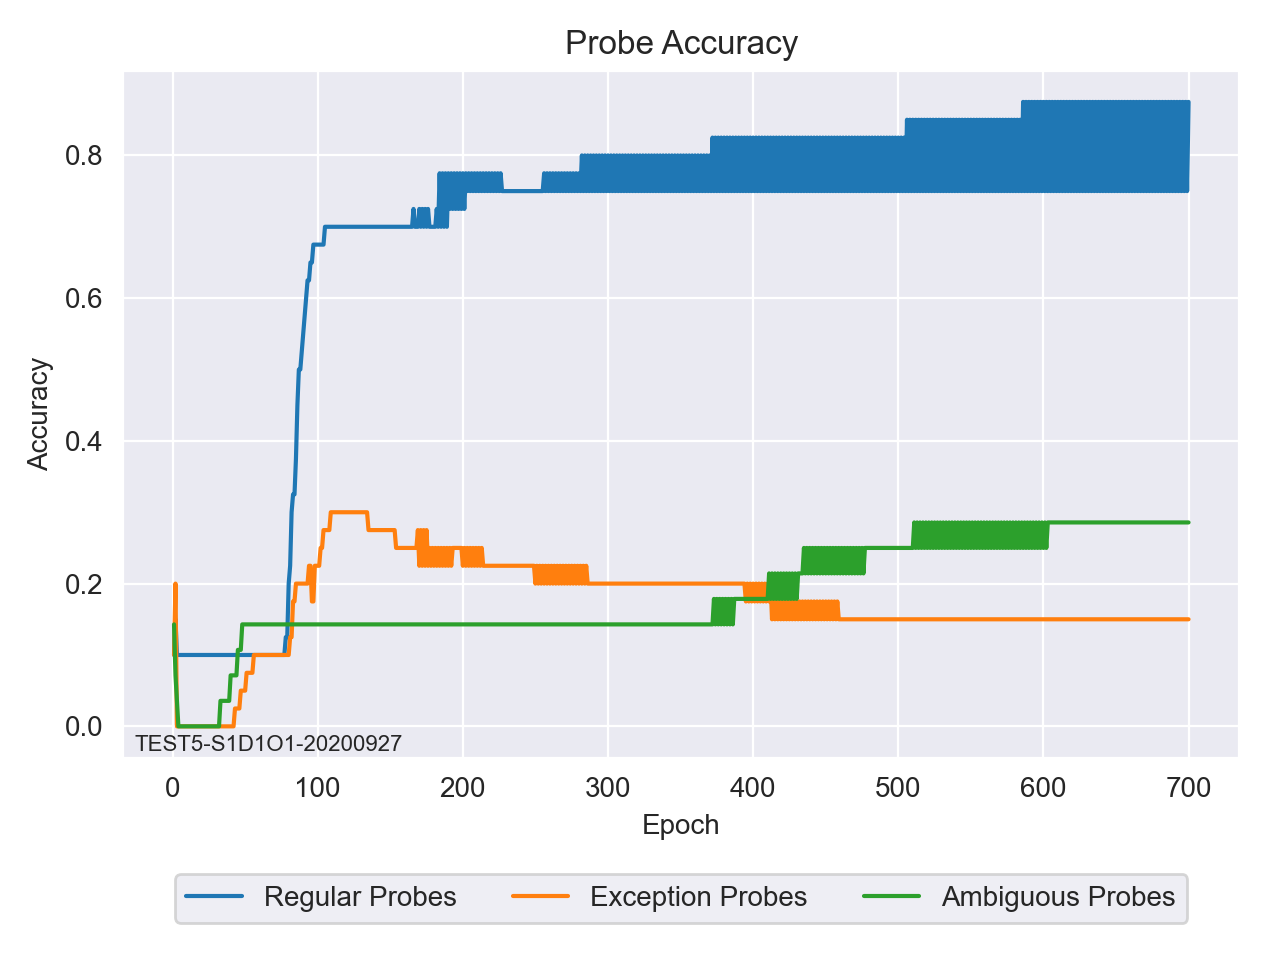 Probe Accuracy
Accuracy
0.8
0.6
0.4
0.2
0.0
TEST5-S1D1O1-20200927
0 100 200 300 400 500 600 700
Epoch
Regular Probes Exception Probes Ambiguous Probes